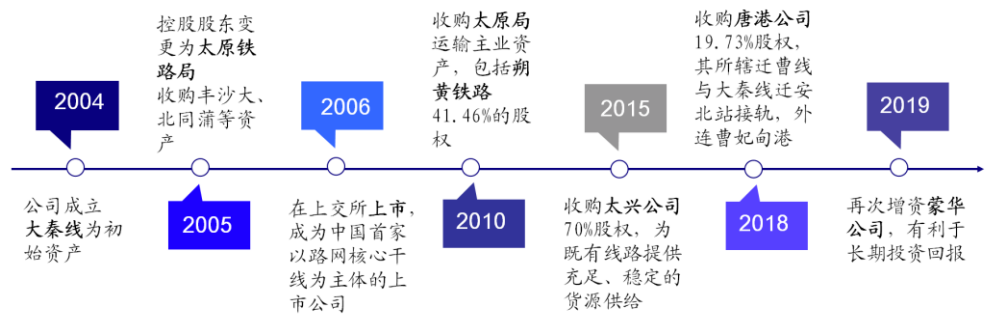 2004
公司成立
大秦线为初
始资产
控股股东变
更为太原铁
路局
收购丰沙大、
北同蒲等资
产
2005
2006
在上交所上市,
成为中国首家
以路网核心干
线为主体的上
市公司
收购太原局
运输主业资
产，包括朔
黄铁路
41.46%的股
权
2010
2015
收购太兴公司
70%股权，为
既有线路提供
充足、稳定的
货源供给
收购唐港公司
19.73%股权，
其所辖迁曹线
与大秦线迁安
北站接轨，外
连曹妃甸港
2018
2019
再次增资蒙华
公司，有利于
长期投资回报